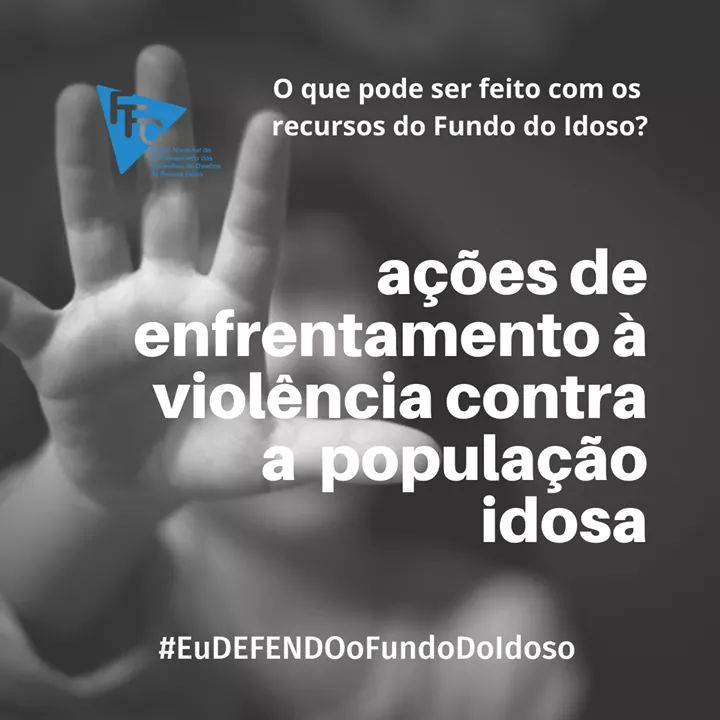 O que pode ser feito com os
recursos do Fundo do Idoso?
ações de
enfrentamento à
violência contra
a população
idosa
#EuDEFENDOoFundoDoIdoso